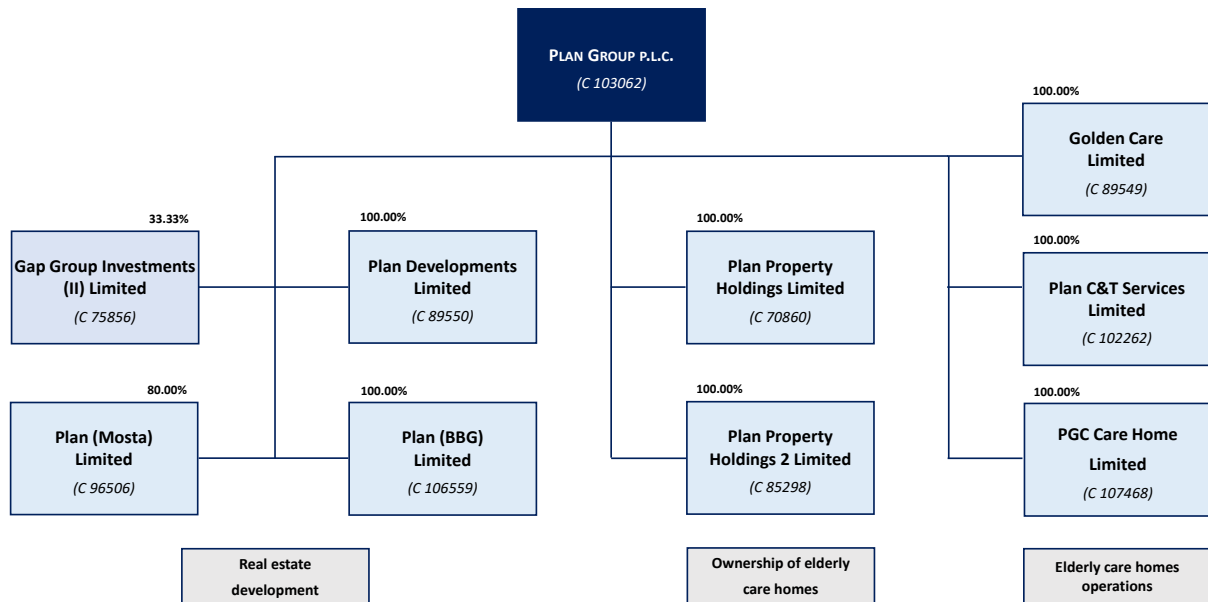 PLAN GROUP P.L.C.
(C 103062)
100.00%
Golden Care
Limited
(C 89549)
33.33%
Gap Group Investments
(II) Limited
(C 75856)
100.00%
Plan Developments
Limited
(C 89550)
100.00%
Plan Property
Holdings Limited
(C 70860)
100.00%
Plan C&T Services
Limited
(C 102262)
80.00%
Plan (Mosta)
Limited
(C 96506)
100.00%
Plan (BBG)
Limited
(C 106559)
100.00%
Plan Property
Holdings 2 Limited
(C 85298)
100.00%
PGC Care Home
Limited
(C 107468)
Real estate
development
Ownership of elderly
care homes
Elderly care homes
operations